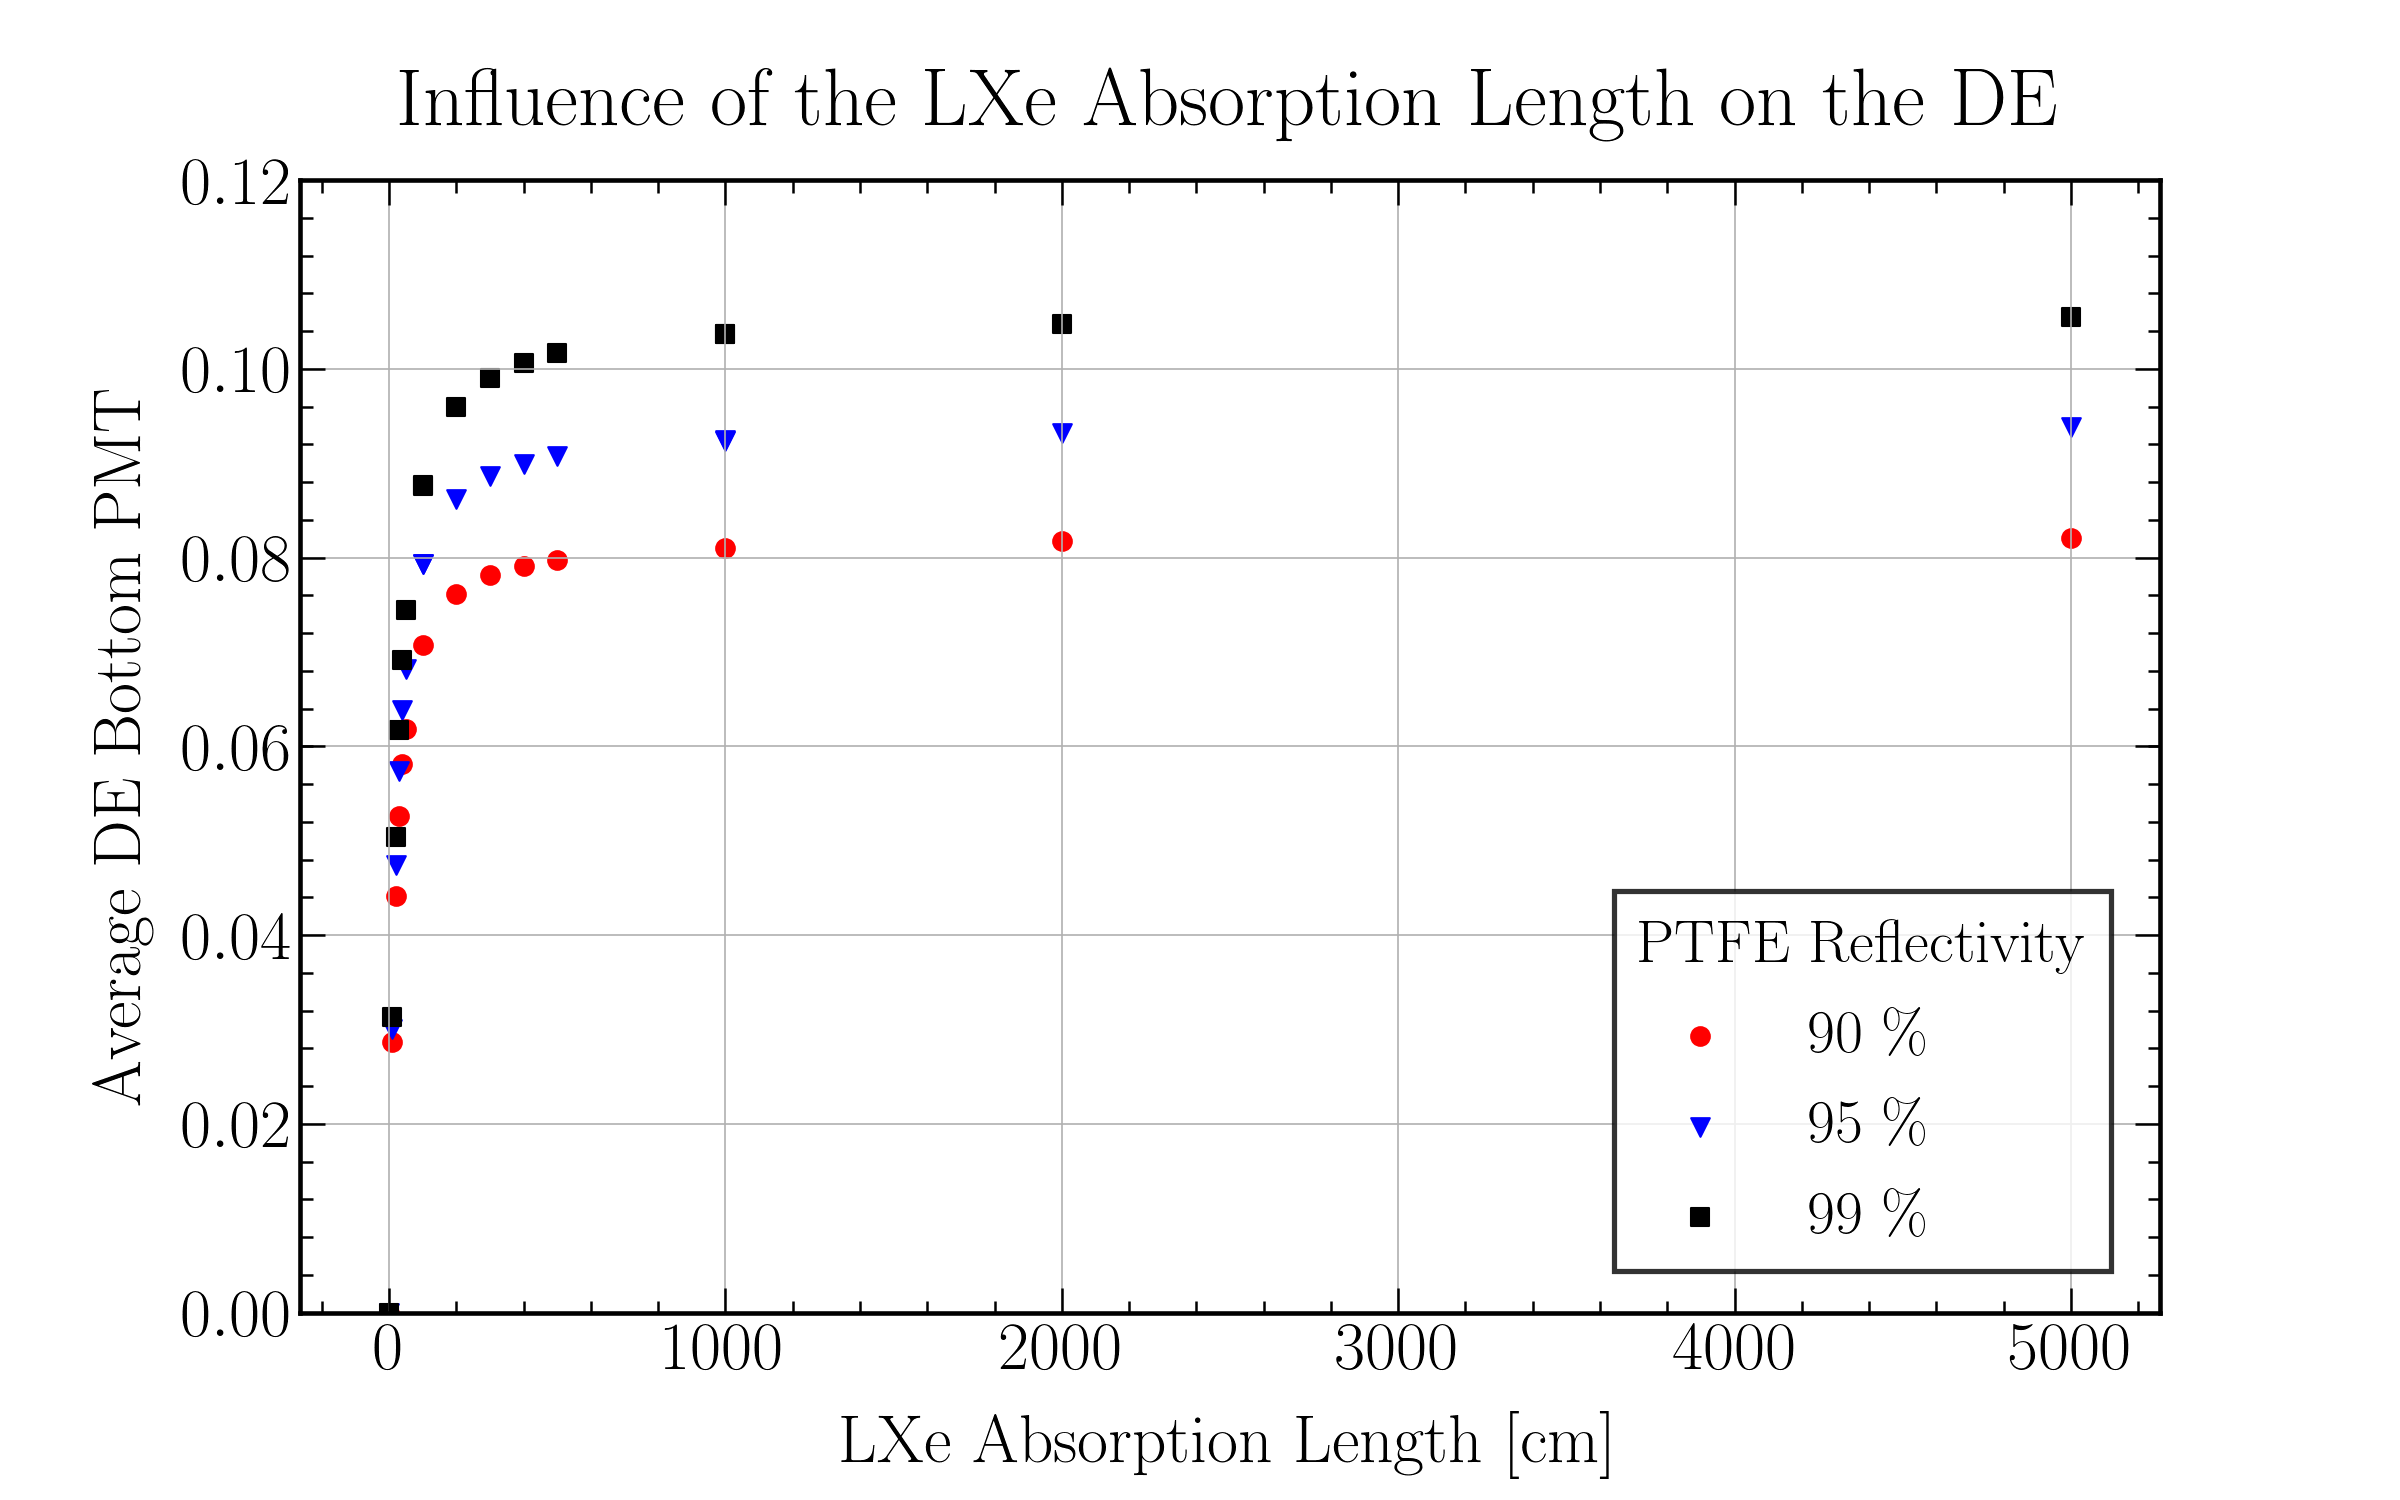 Influence of the LXe Absorption Length on the DE
0.12
0.10
0.08
0.06
0.04
0.02
0.00
Average DE Bottom PMT
PTFE Reflectivity
90 %
95 %
99 %
0 1000 2000 3000 4000 5000
LXe Absorption Length [cm]